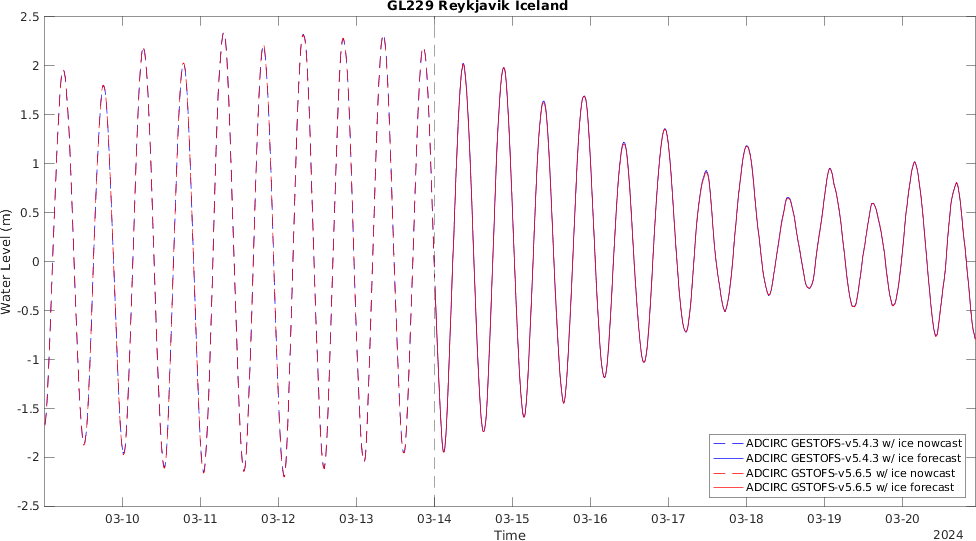 GL229 Reykjavik Iceland
2.5
2
1.5
1
0.5
0
-0.5
-1
-1.5
-2
-2.5
Water Level (m)
ADCIRC GESTOFS-v5.4.3 w/ ice nowcast
ADCIRC GESTOFS-v5.4.3 w/ ice forecast
ADCIRC GSTOFS-v5.6.5 w/ ice nowcast
ADCIRC GSTOFS-v5.6.5 w/ ice forecast
03-10 03-11 03-12 03-13 03-14 03-15 03-16 03-17 03-18 03-19 03-20
Time
2024